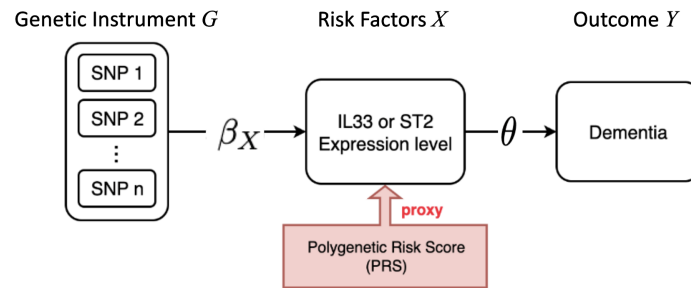 Genetic Instrument G
Risk Factors X
Outcome Y
SNP 1
SNP 2
⋮
SNP n
β_X
IL33 or ST2
Expression level
θ
Dementia
proxy
Polygenetic Risk Score
(PRS)